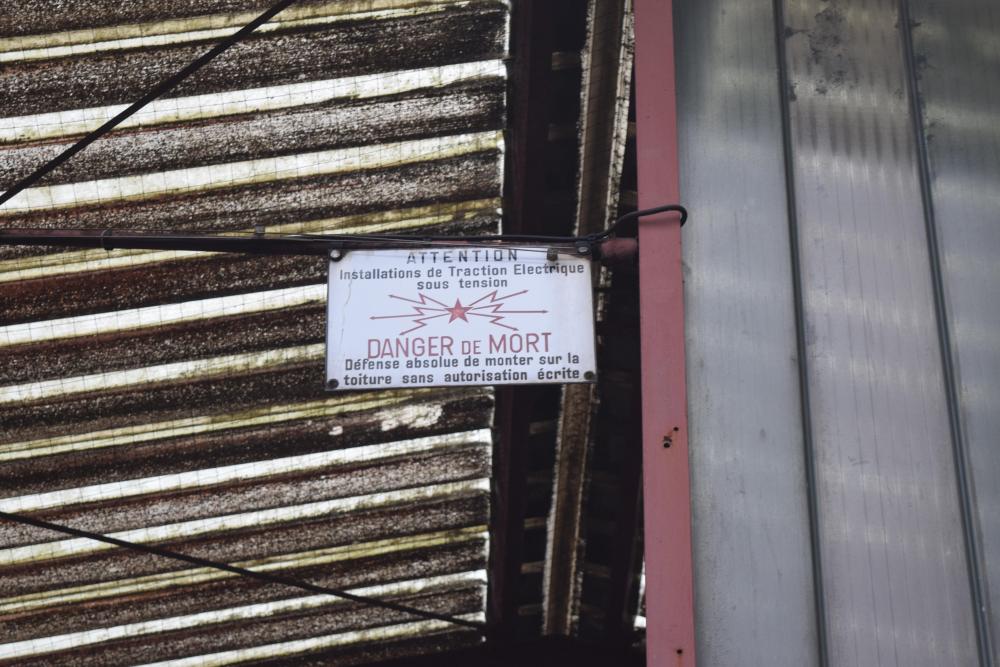 ATTENTION
Installations de Traction Electrique
sous tension
DANGER DE MORT
Défense absolue de monter sur la
toiture sans autorisation écrite